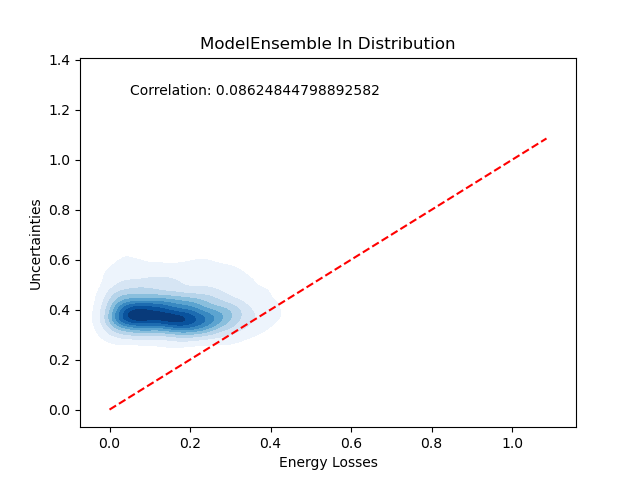 ModelEnsemble In Distribution
Correlation: 0.08624844798892582
Uncertainties
1.4
1.2
1.0
0.8
0.6
0.4
0.2
0.0
0.0 0.2 0.4 0.6 0.8 1.0
Energy Losses